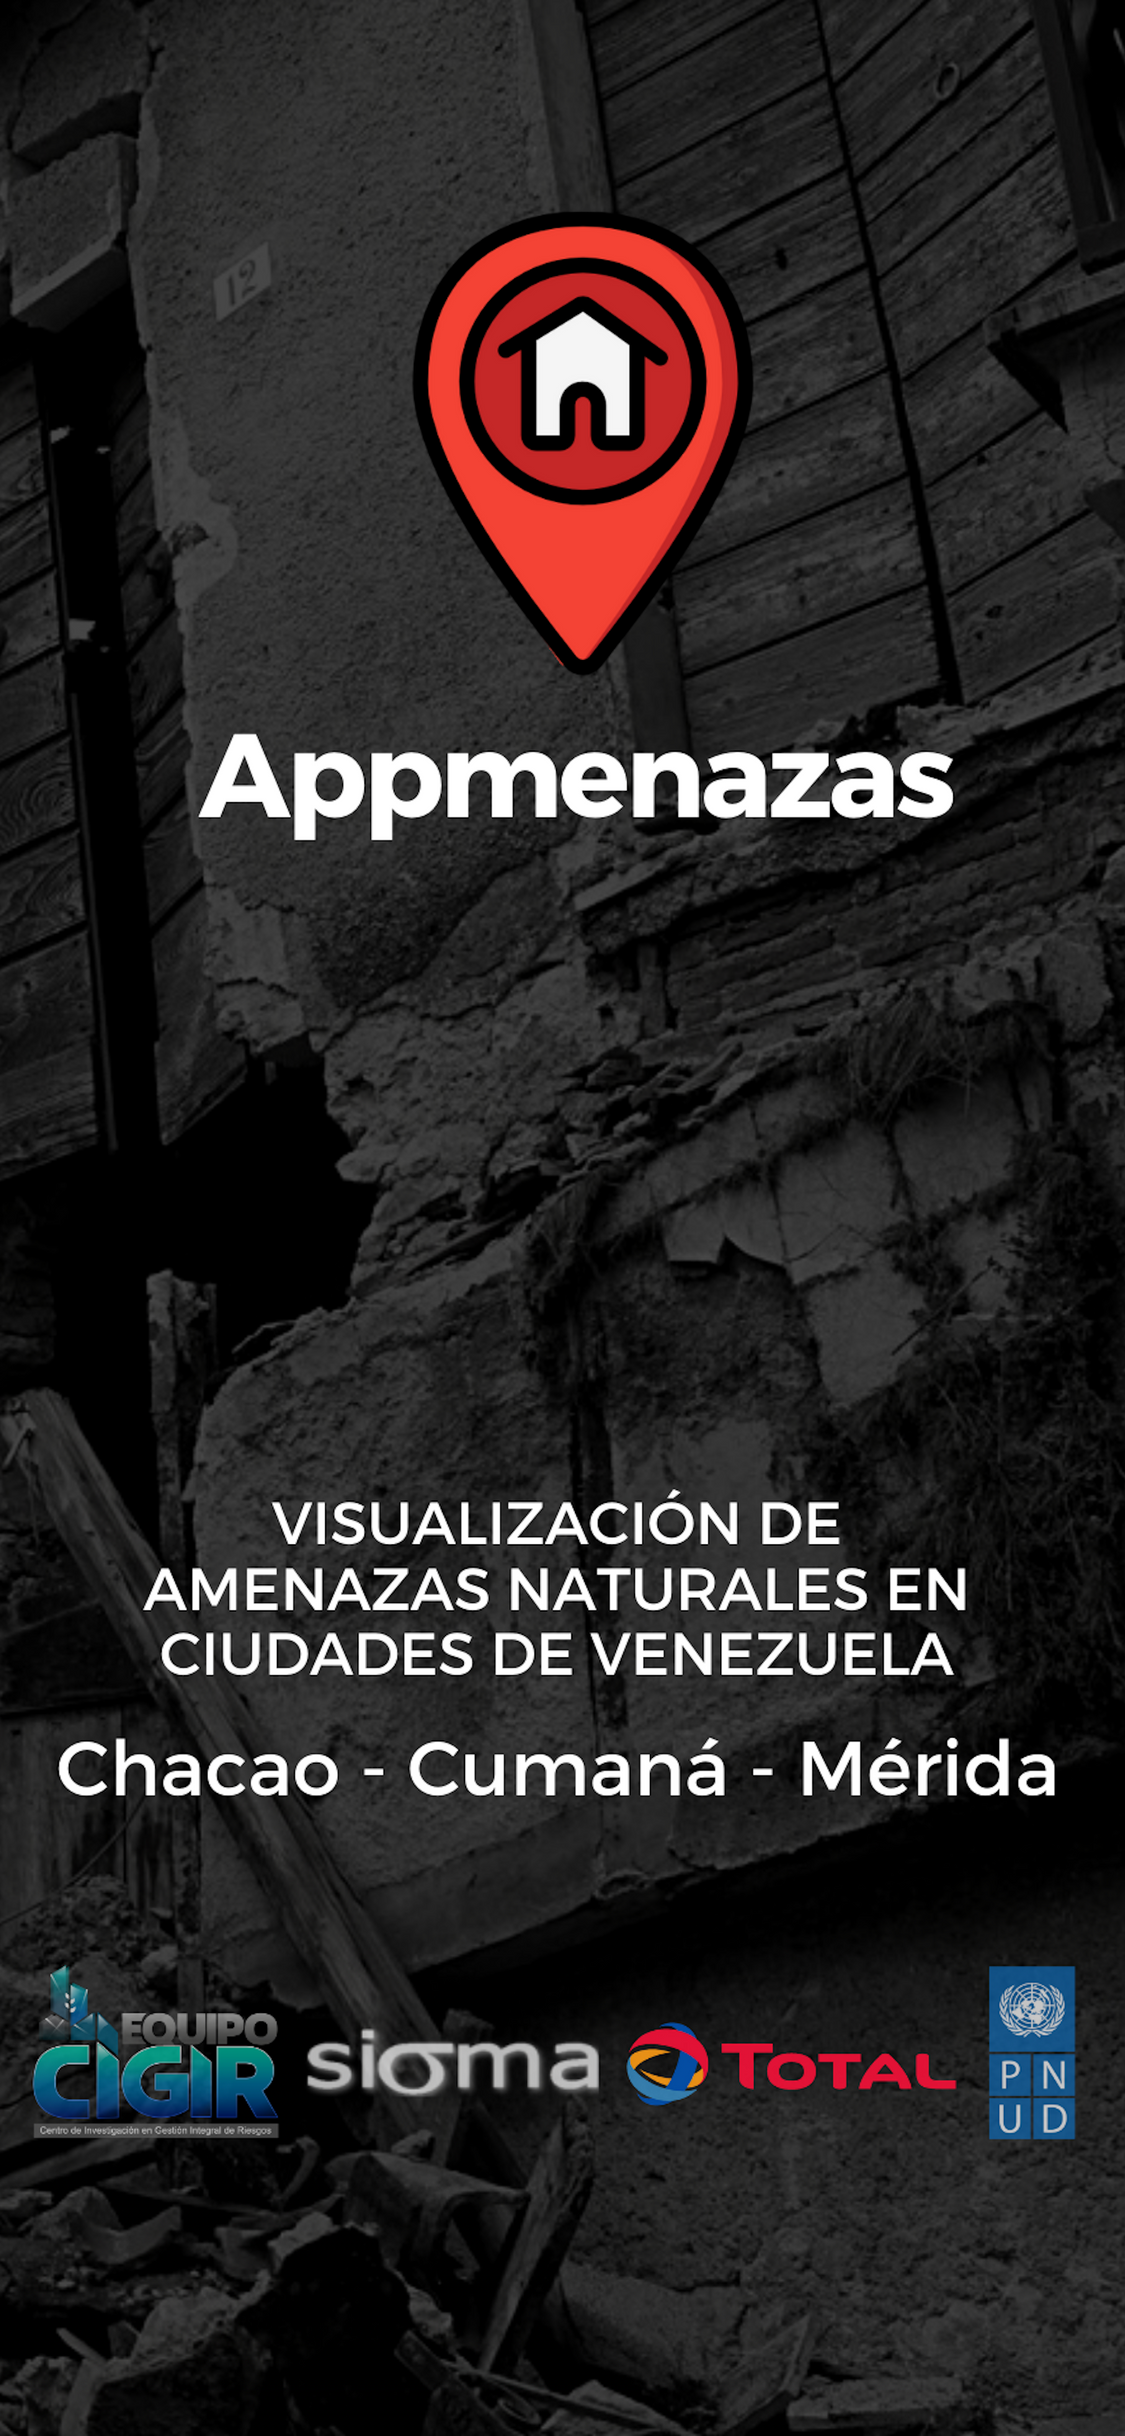 12
Appmenazas
VISUALIZACIÓN DE
AMENAZAS NATURALES EN
CIUDADES DE VENEZUELA
Chacao - Cumaná - Mérida
EQUIPO
CIGIR
Centro de Investigación en Gestión Integral de Riesgos
sigma
TOTAL
PN
UD